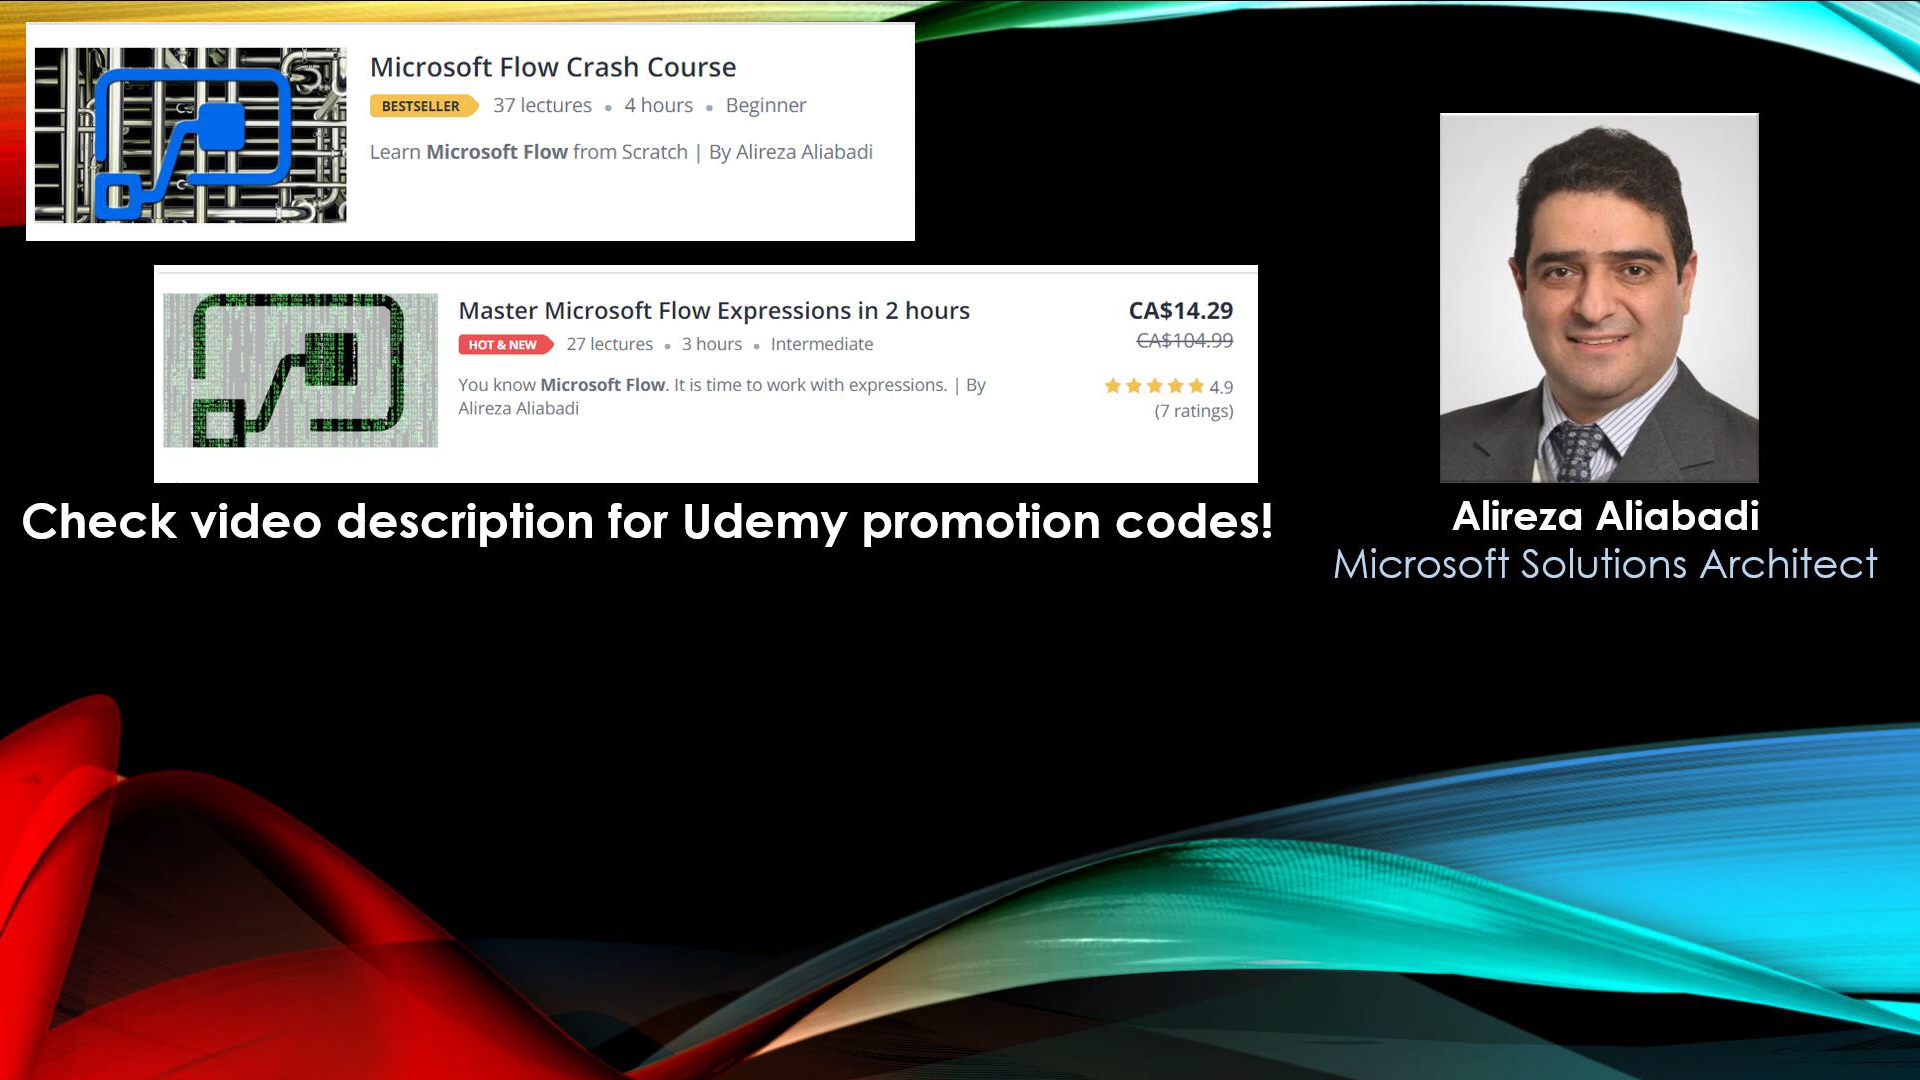 Microsoft Flow Crash Course
BESTSELLER 37 lectures • 4 hours • Beginner
Learn Microsoft Flow from Scratch | By Alireza Aliabadi
Master Microsoft Flow Expressions in 2 hours CA$14.29
HOT & NEW 27 lectures • 3 hours • Intermediate CA$104.99
You know Microsoft Flow. It is time to work with expressions. | By 4.9
Alireza Aliabadi (7 ratings)
Check video description for Udemy promotion codes!
Alireza Aliabadi
Microsoft Solutions Architect